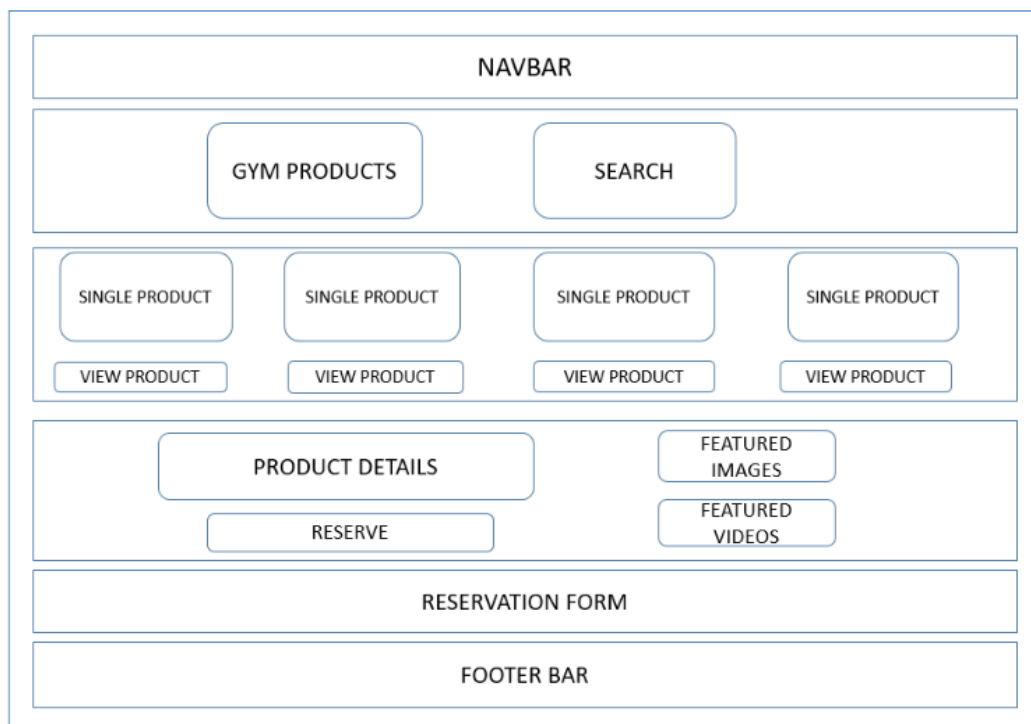 NAVBAR
GYM PRODUCTS
SEARCH
SINGLE PRODUCT
SINGLE PRODUCT
SINGLE PRODUCT
SINGLE PRODUCT
VIEW PRODUCT
VIEW PRODUCT
VIEW PRODUCT
VIEW PRODUCT
PRODUCT DETAILS
RESERVE
FEATURED
IMAGES
FEATURED
VIDEOS
RESERVATION FORM
FOOTER BAR